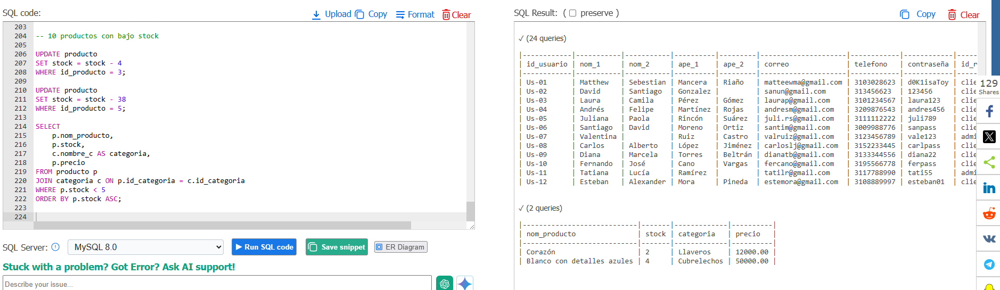 SQL code:
Upload Copy Format Clear
203
204 -- 10 productos con bajo stock
205
206 UPDATE producto
207 SET stock = stock - 4
208 WHERE id_producto = 3;
209
210 UPDATE producto
211 SET stock = stock - 38
212 WHERE id_producto = 5;
213
214 SELECT
215 p.nom_producto,
216 p.stock,
217 c.nombre_c AS categoria,
218 p.precio
219 FROM producto p
220 JOIN categoria c ON p.id_categoria = c.id_categoria
221 WHERE p.stock < 5
222 ORDER BY p.stock ASC;
223
224
SQL Server: MySQL 8.0 Run SQL code Save snippet ER Diagram
Stuck with a problem? Got Error? Ask AI support!
Describe your issue...
SQL Result: ( preserve )
Copy Clear
✓ (24 queries)
|------------|-----------|-----------|----------|---------|---------------------|------------|------------|-----
| id_usuario | nom_1 | nom_2 | ape_1 | ape_2 | correo | telefono | contraseña | id_r
|------------|-----------|-----------|----------|---------|---------------------|------------|------------|-----
| Us-01 | Matthew | Sebestian | Mancera | Riaño | matteewma@gmail.com | 3103028623 | d0K1isaToy | clie
| Us-02 | David | Santiago | Gonzalez | | sanun@gmail.com | 313456623 | 123456 | clie
| Us-03 | Laura | Camila | Pérez | Gómez | laurap@gmail.com | 3101234567 | laura123 | clie
| Us-04 | Andrés | Felipe | Martínez | Rojas | andresm@gmail.com | 3209876543 | andres456 | clie
| Us-05 | Juliana | Paola | Rincón | Suárez | juli.rs@gmail.com | 3111112222 | juli789 | clie
| Us-06 | Santiago | David | Moreno | Ortiz | santim@gmail.com | 3009988776 | sanpass | clie
| Us-07 | Valentina | | Ruiz | Castro | valruiz@gmail.com | 3123456789 | vale123 | admi
| Us-08 | Carlos | Alberto | López | Jiménez | carloslj@gmail.com | 3152233445 | carlpass | clie
| Us-09 | Diana | Marcela | Torres | Beltrán | dianatb@gmail.com | 3133344556 | diana22 | clie
| Us-10 | Fernando | José | Cano | Vargas | fercano@gmail.com | 3195566778 | ferpass | clie
| Us-11 | Tatiana | Lucía | Ramírez | | tatilr@gmail.com | 3117788990 | tati55 | admi
| Us-12 | Esteban | Alexander | Mora | Pineda | estemora@gmail.com | 3108889997 | esteban01 | clie
✓ (2 queries)
|----------------------------|-------|-------------|----------|
| nom_producto | stock | categoria | precio |
|----------------------------|-------|-------------|----------|
| Corazón | 2 | Llaveros | 12000.00 |
| Blanco con detalles azules | 4 | Cubrelechos | 50000.00 |
129
Shares